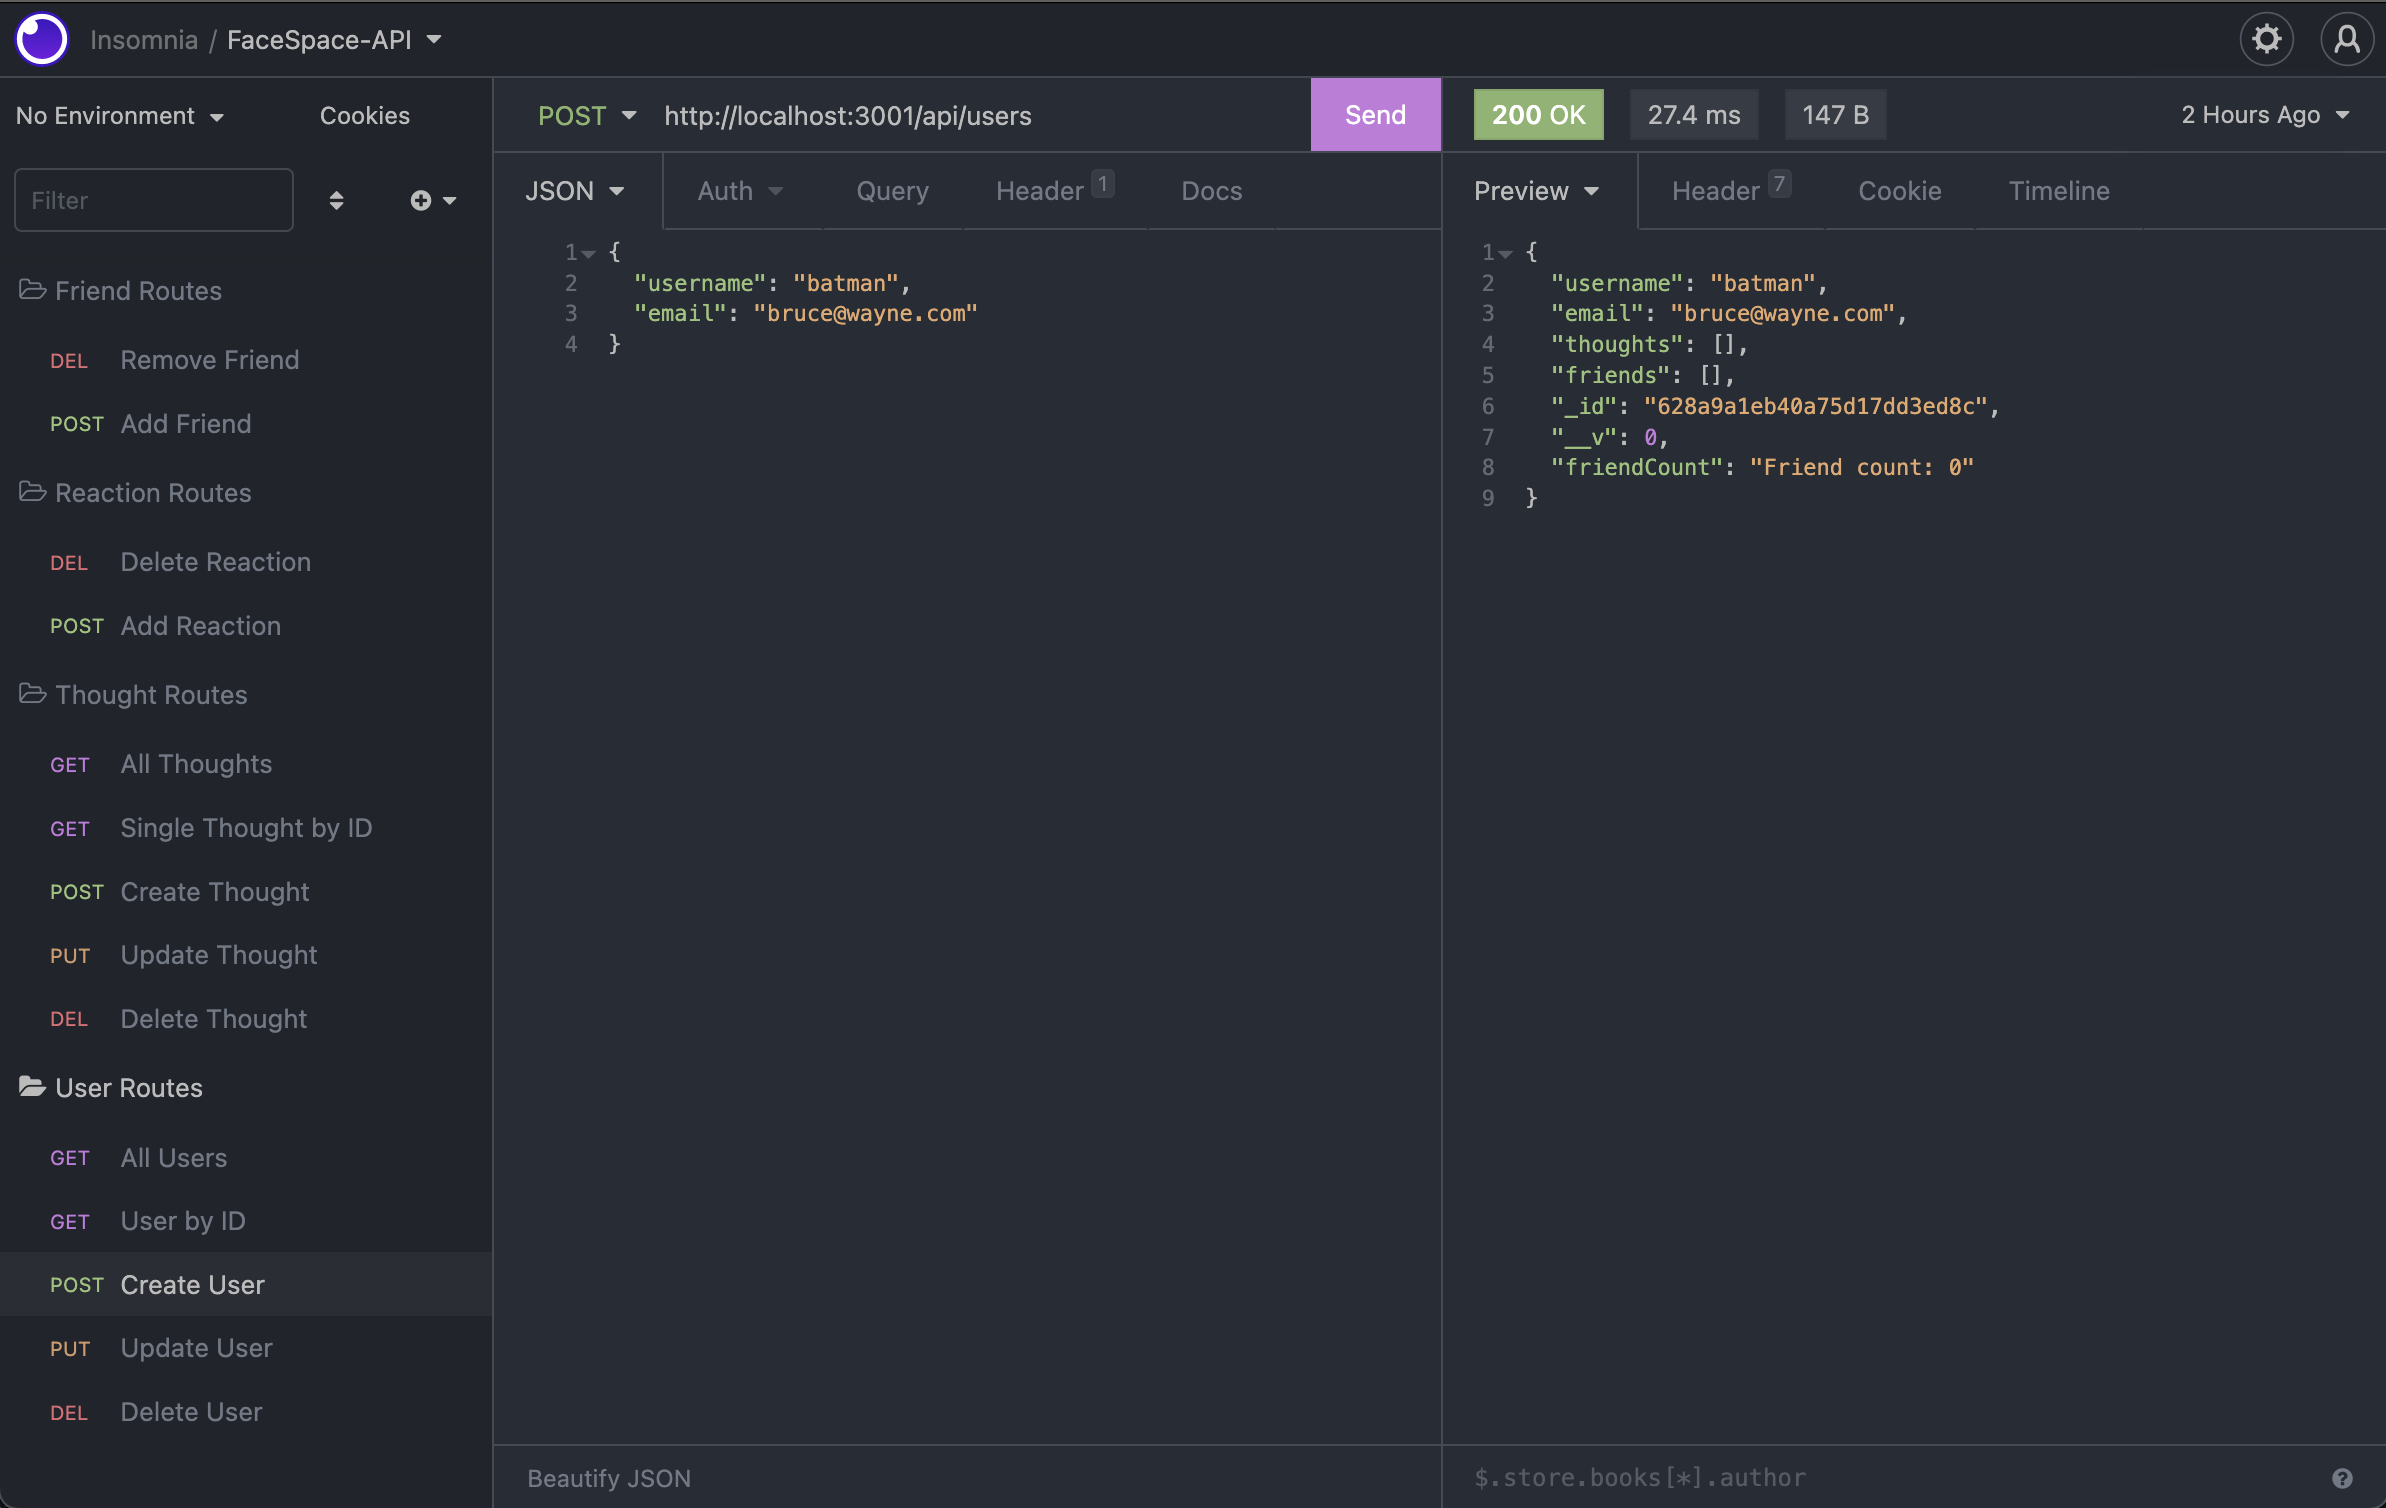 Insomnia / FaceSpace-API
No Environment
Cookies
Filter
Friend Routes
DEL Remove Friend
POST Add Friend
Reaction Routes
DEL Delete Reaction
POST Add Reaction
Thought Routes
GET All Thoughts
GET Single Thought by ID
POST Create Thought
PUT Update Thought
DEL Delete Thought
User Routes
GET All Users
GET User by ID
POST Create User
PUT Update User
DEL Delete User
POST http://localhost:3001/api/users Send
JSON Auth Query Header 1 Docs
1 {
2 "username": "batman",
3 "email": "bruce@wayne.com"
4 }
Beautify JSON
200 OK 27.4 ms 147 B 2 Hours Ago
Preview Header 7 Cookie Timeline
1 {
2 "username": "batman",
3 "email": "bruce@wayne.com",
4 "thoughts": [],
5 "friends": [],
6 "_id": "628a9a1eb40a75d17dd3ed8c",
7 "__v": 0,
8 "friendCount": "Friend count: 0"
9 }
$.store.books[*].author
?